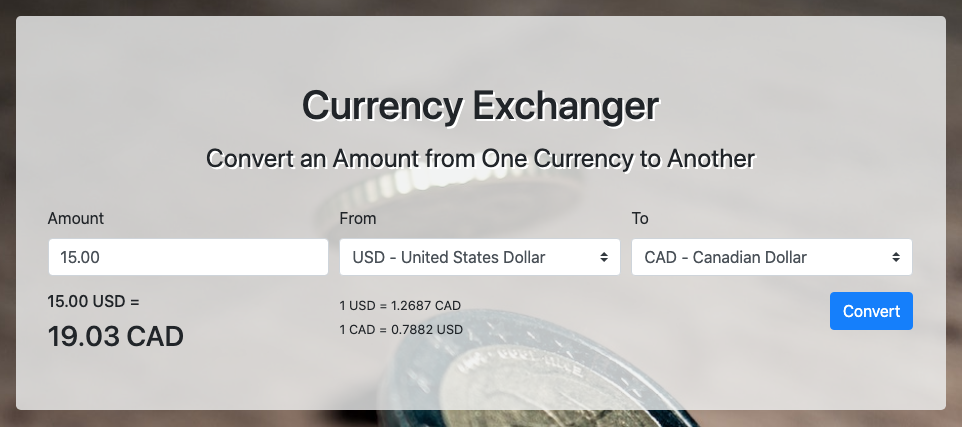 Currency Exchanger
Convert an Amount from One Currency to Another
Amount
From
To
15.00
USD - United States Dollar
CAD - Canadian Dollar
15.00 USD =
19.03 CAD
1 USD = 1.2687 CAD
1 CAD = 0.7882 USD
Convert